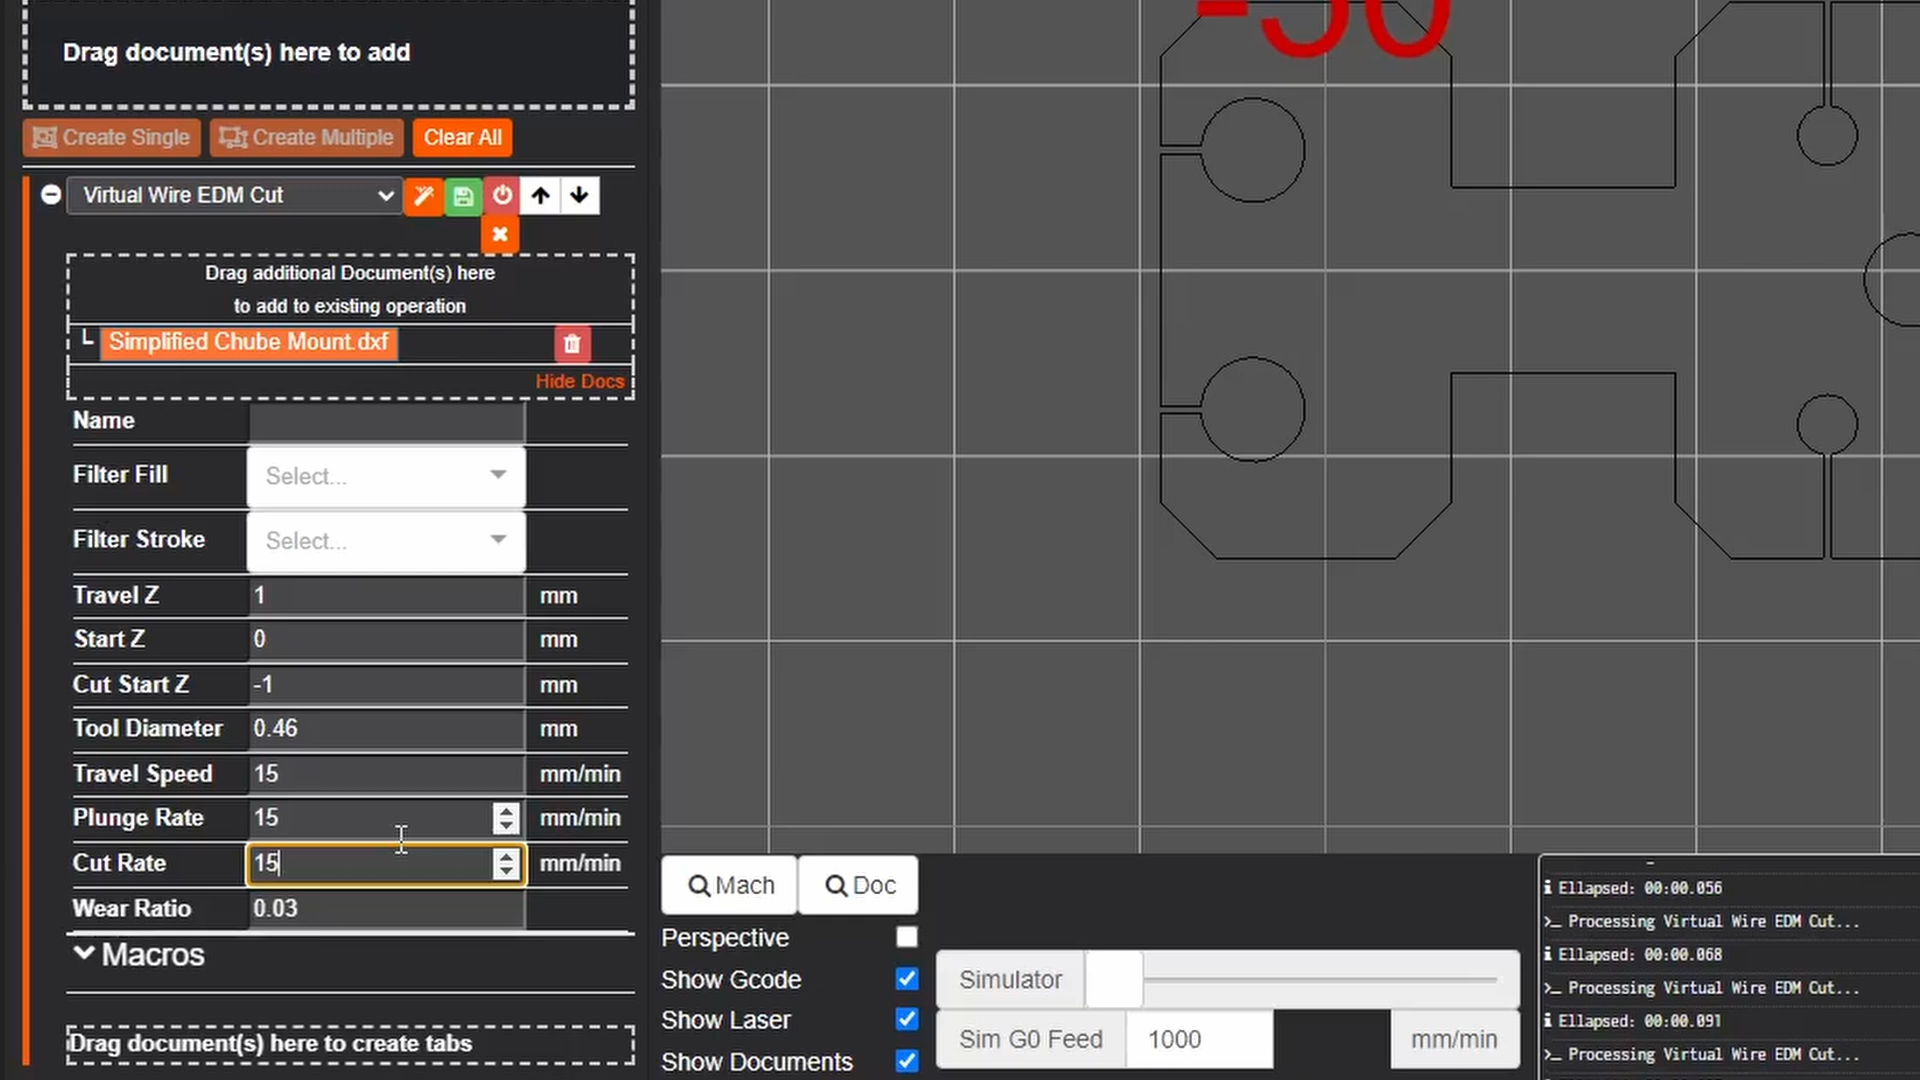 Drag document(s) here to add
Create Single
Create Multiple
Clear All
Virtual Wire EDM Cut
Drag additional Document(s) here
to add to existing operation
Simplified Chube Mount.dxf
Hide Docs
Name
Filter Fill Select...
Filter Stroke Select...
Travel Z 1 mm
Start Z 0 mm
Cut Start Z -1 mm
Tool Diameter 0.46 mm
Travel Speed 15 mm/min
Plunge Rate 15 mm/min
Cut Rate 15 mm/min
Wear Ratio 0.03
Macros
Drag document(s) here to create tabs
-50
Mach
Doc
Perspective
Show Gcode
Show Laser
Show Documents
Simulator
Sim G0 Feed 1000 mm/min
Ellapsed: 00:00.056
>_ Processing Virtual Wire EDM Cut...
Ellapsed: 00:00.068
>_ Processing Virtual Wire EDM Cut...
Ellapsed: 00:00.091
>_ Processing Virtual Wire EDM Cut...